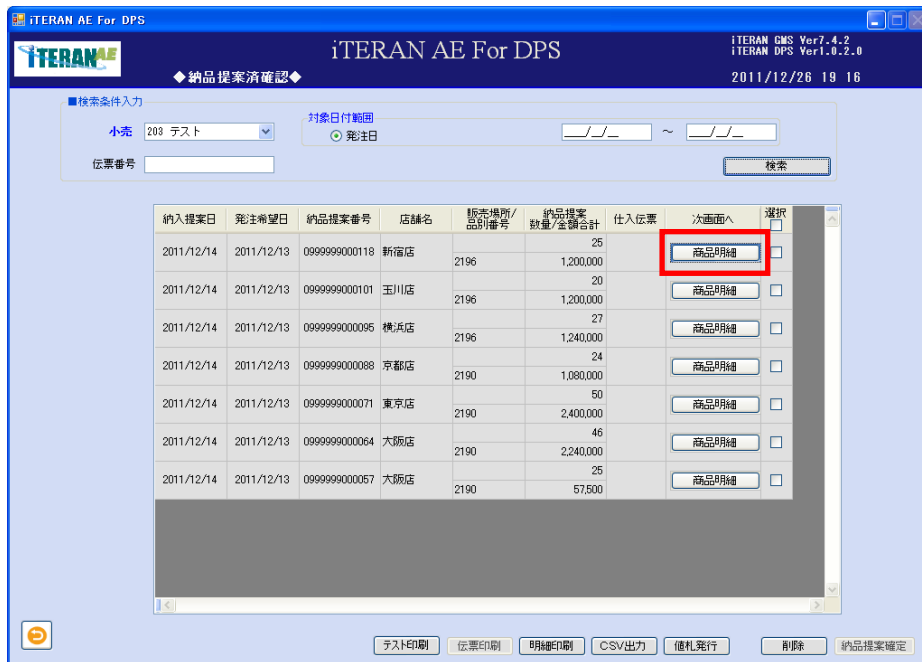 iTERAN AE For DPS
iTERAN AE
iTERAN AE For DPS
iTERAN GMS Ver7.4.2
iTERAN DPS Ver1.0.2.0
◆納品提案済確認◆
2011/12/26 19 16
■検索条件入力
小売 203 テスト
対象日付範囲
発注日 __/_/_ ～ __/_/_
伝票番号
検索
納入提案日 発注希望日 納品提案番号 店舗名 販売場所/品別番号 納品提案数量/金額合計 仕入伝票 次画面へ 選択
2011/12/14 2011/12/13 0999999000118 新宿店 2196 25 1,200,000 商品明細
2011/12/14 2011/12/13 0999999000101 玉川店 2196 20 1,200,000 商品明細
2011/12/14 2011/12/13 0999999000095 横浜店 2196 27 1,240,000 商品明細
2011/12/14 2011/12/13 0999999000088 京都店 2190 24 1,080,000 商品明細
2011/12/14 2011/12/13 0999999000071 東京店 2190 50 2,400,000 商品明細
2011/12/14 2011/12/13 0999999000064 大阪店 2190 46 2,240,000 商品明細
2011/12/14 2011/12/13 0999999000057 大阪店 2190 25 57,500 商品明細
テスト印刷 伝票印刷 明細印刷 CSV出力 値札発行 削除 納品提案確定